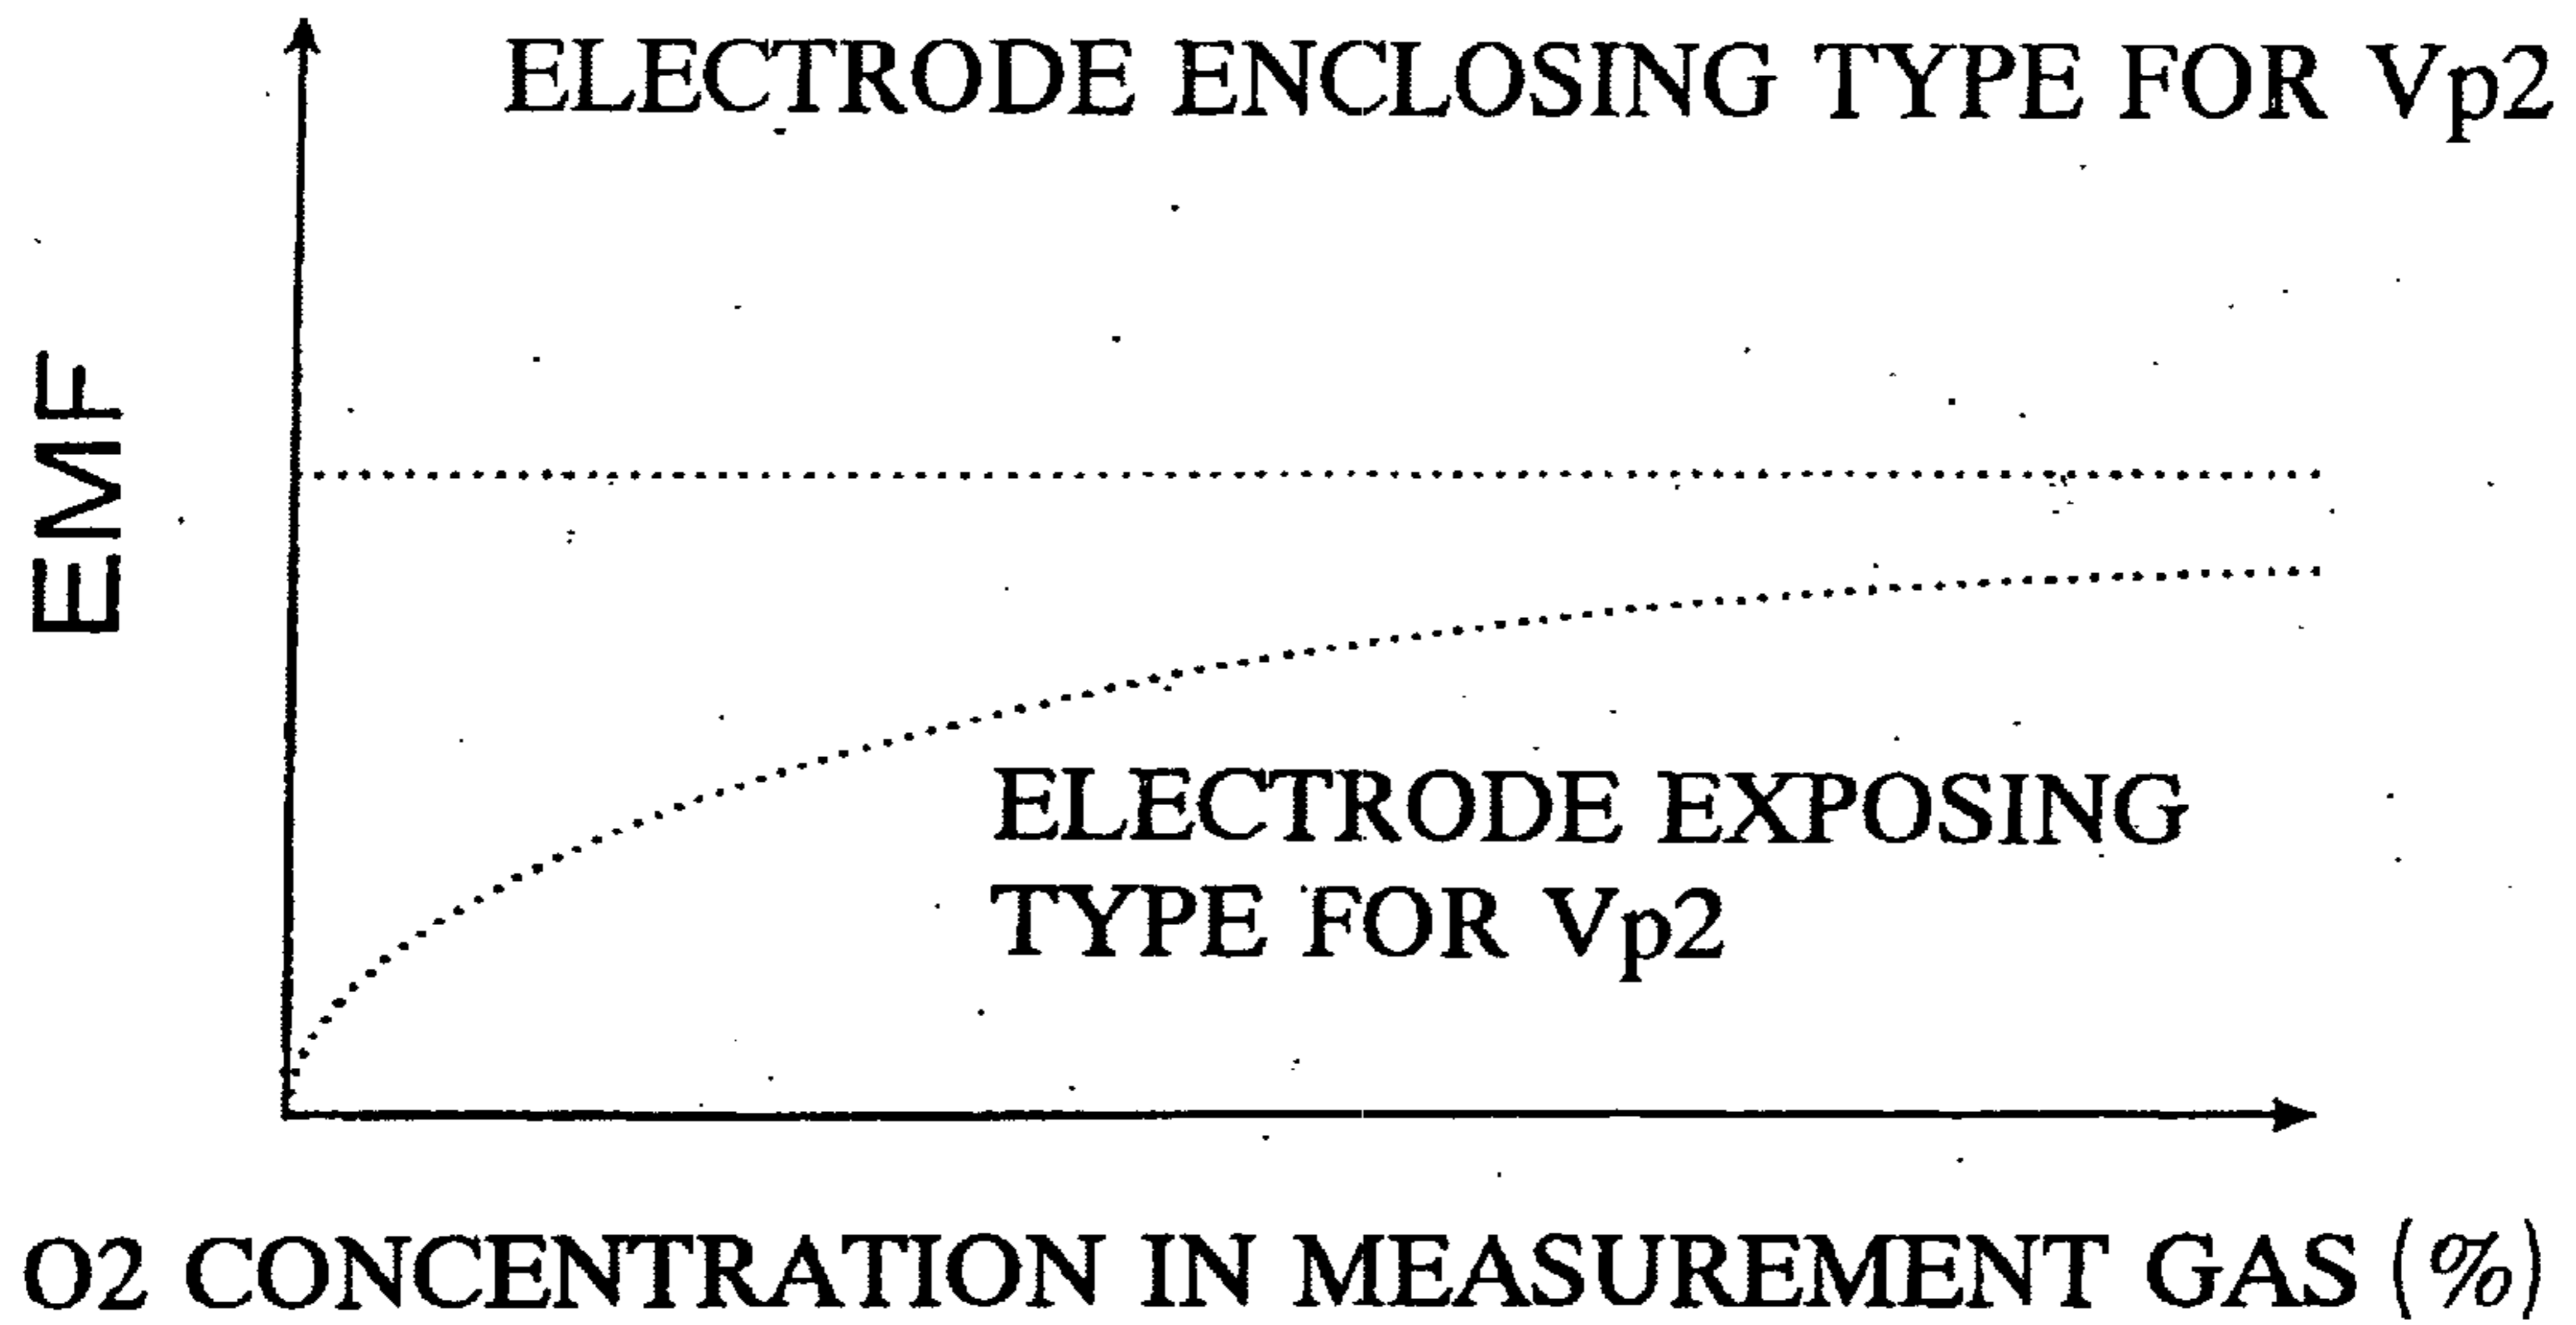 ELECTRODE ENCLOSING TYPE FOR Vp2
EMF
ELECTRODE EXPOSING
TYPE FOR Vp2
O2 CONCENTRATION IN MEASUREMENT GAS (%)